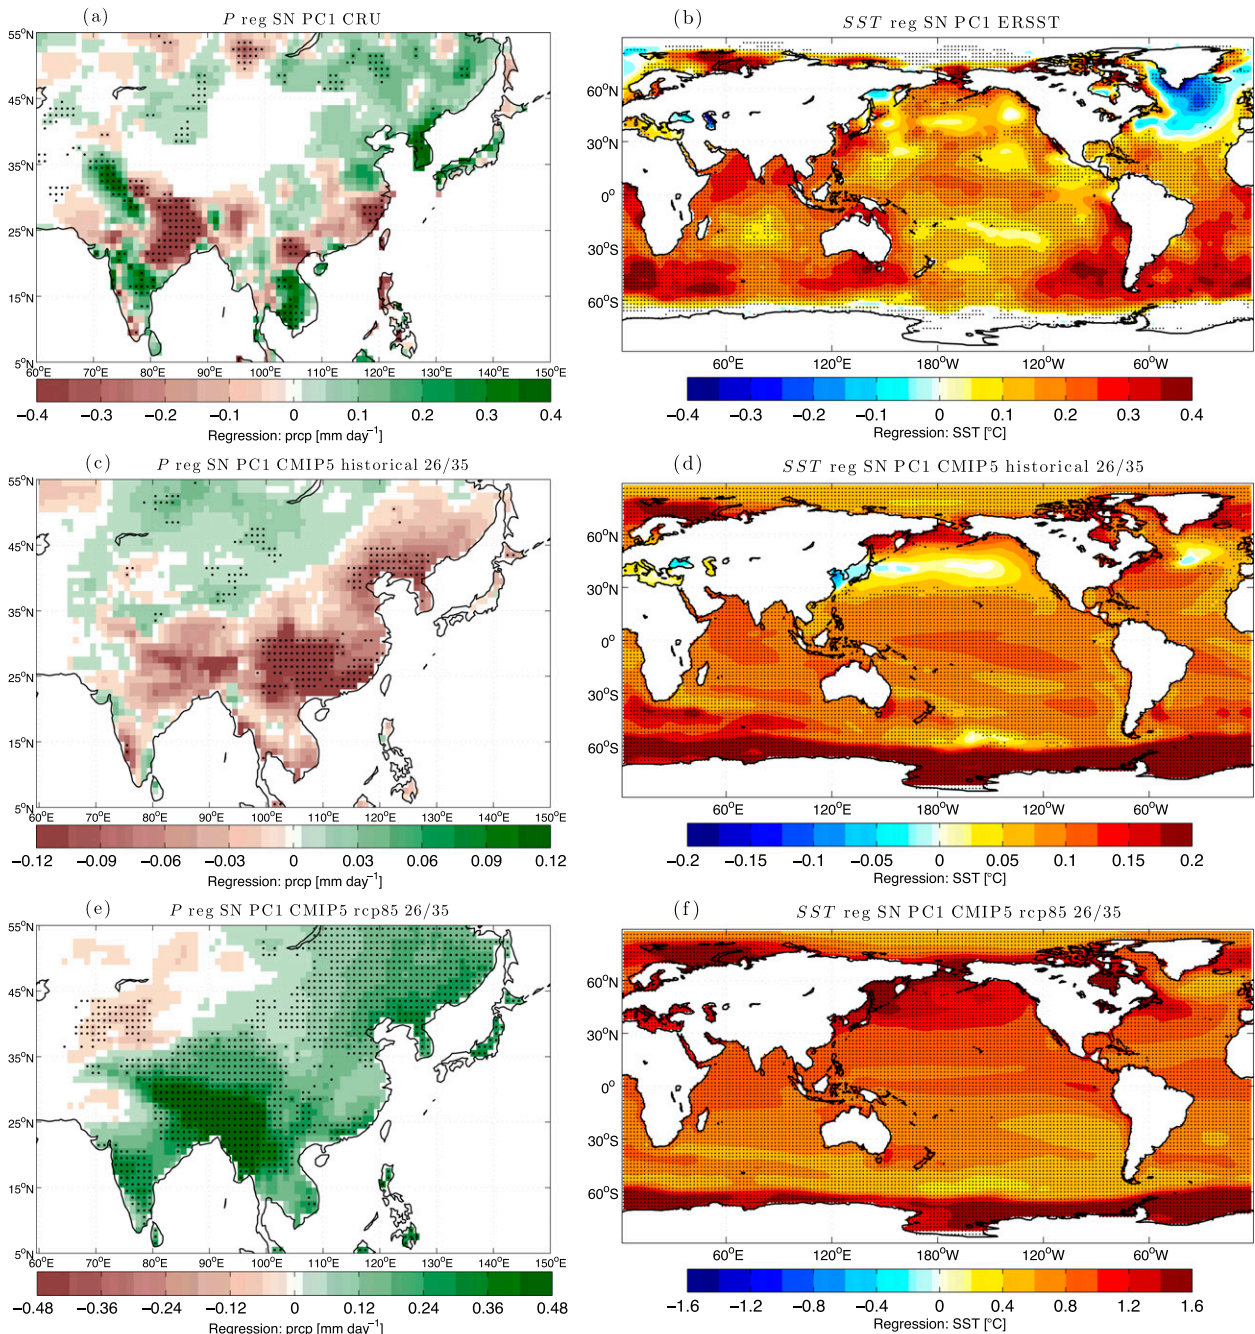 (a) P reg SN PC1 CRU
55°N
45°N
35°N
25°N
15°N
5°N
60°E 70°E 80°E 90°E 100°E 110°E 120°E 130°E 140°E 150°E
−0.4 −0.3 −0.2 −0.1 0 0.1 0.2 0.3 0.4
Regression: prcp [mm day⁻¹]
(b) SST reg SN PC1 ERSST
60°N
30°N
0°
30°S
60°S
60°E 120°E 180°W 120°W 60°W
−0.4 −0.3 −0.2 −0.1 0 0.1 0.2 0.3 0.4
Regression: SST [°C]
(c) P reg SN PC1 CMIP5 historical 26/35
55°N
45°N
35°N
25°N
15°N
5°N
60°E 70°E 80°E 90°E 100°E 110°E 120°E 130°E 140°E 150°E
−0.12 −0.09 −0.06 −0.03 0 0.03 0.06 0.09 0.12
Regression: prcp [mm day⁻¹]
(d) SST reg SN PC1 CMIP5 historical 26/35
60°N
30°N
0°
30°S
60°S
60°E 120°E 180°W 120°W 60°W
−0.2 −0.15 −0.1 −0.05 0 0.05 0.1 0.15 0.2
Regression: SST [°C]
(e) P reg SN PC1 CMIP5 rcp85 26/35
55°N
45°N
35°N
25°N
15°N
5°N
60°E 70°E 80°E 90°E 100°E 110°E 120°E 130°E 140°E 150°E
−0.48 −0.36 −0.24 −0.12 0 0.12 0.24 0.36 0.48
Regression: prcp [mm day⁻¹]
(f) SST reg SN PC1 CMIP5 rcp85 26/35
60°N
30°N
0°
30°S
60°S
60°E 120°E 180°W 120°W 60°W
−1.6 −1.2 −0.8 −0.4 0 0.4 0.8 1.2 1.6
Regression: SST [°C]